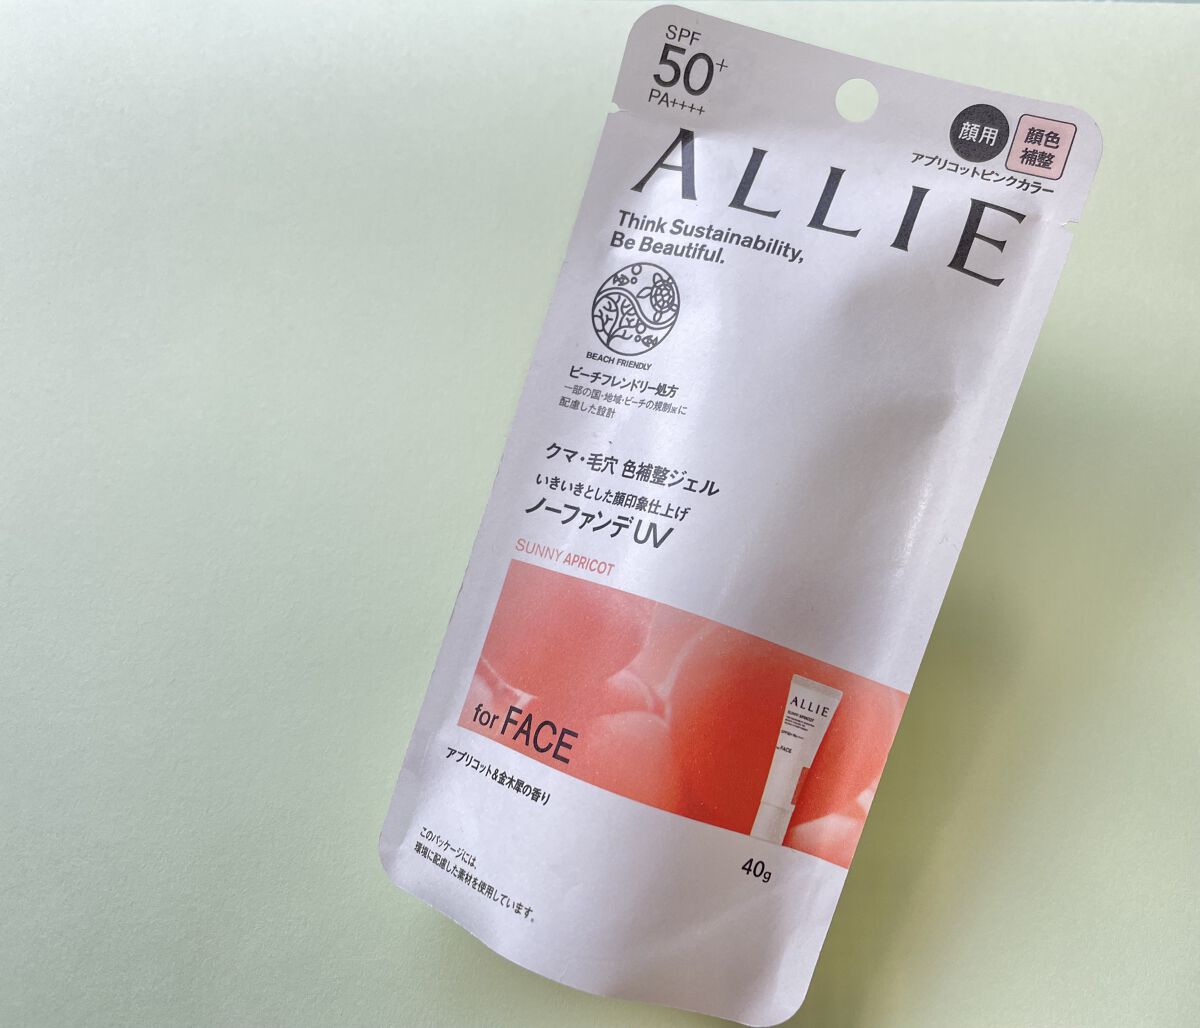 SPF
50+
PA++++
顔用
顔色
補整
アプリコットピンクカラー
ALLIE
Think Sustainability,
Be Beautiful.
BEACH FRIENDLY
ビーチフレンドリー処方
一部の国・地域・ビーチの規制※に
配慮した設計
クマ・毛穴 色補整ジェル
いきいきとした顔印象仕上げ
ノーファンデUV
SUNNY APRICOT
for FACE
ALLIE
SUNNY APRICOT
for FACE
アプリコット&金木犀の香り
40g
このパッケージには、
環境に配慮した素材を使用しています。